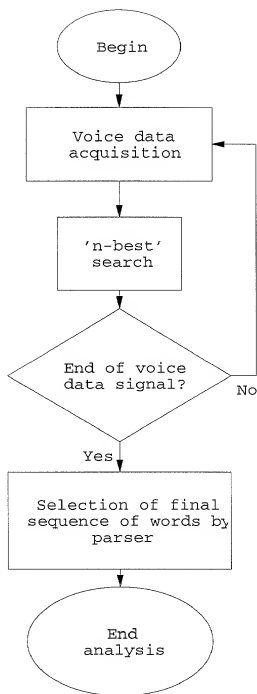 Begin
Voice data
acquisition
'n-best'
search
End of voice
data signal?
No
Yes
Selection of final
sequence of words by
parser
End
analysis